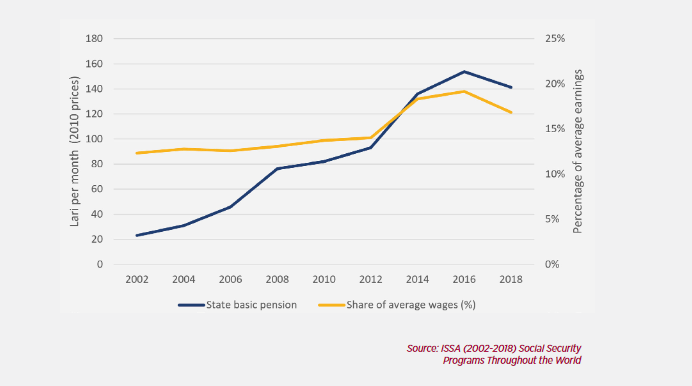 180
160
140
120
100
80
60
40
20
0
Lari per month (2010 prices)
25%
20%
15%
10%
5%
0%
Percentage of average earnings
2002 2004 2006 2008 2010 2012 2014 2016 2018
State basic pension Share of average wages (%)
Source: ISSA (2002-2018) Social Security
Programs Throughout the World